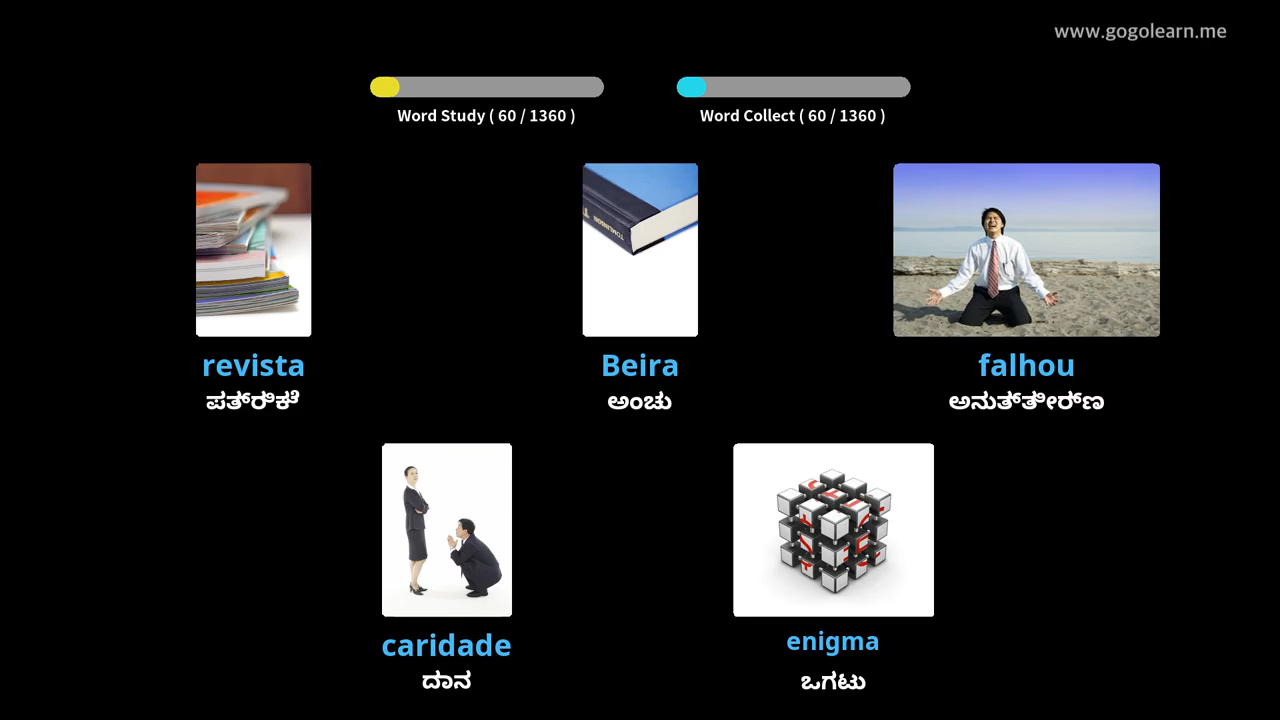 www.gogolearn.me
Word Study ( 60 / 1360 )
Word Collect ( 60 / 1360 )
TOMLINSON
revista
Beira
falhou
ಪತ್ರಿಕೆ
ಅಂಚು
ಅನುತ್ತೀರ್ಣ
caridade
enigma
ದಾನ
ಒಗಟು